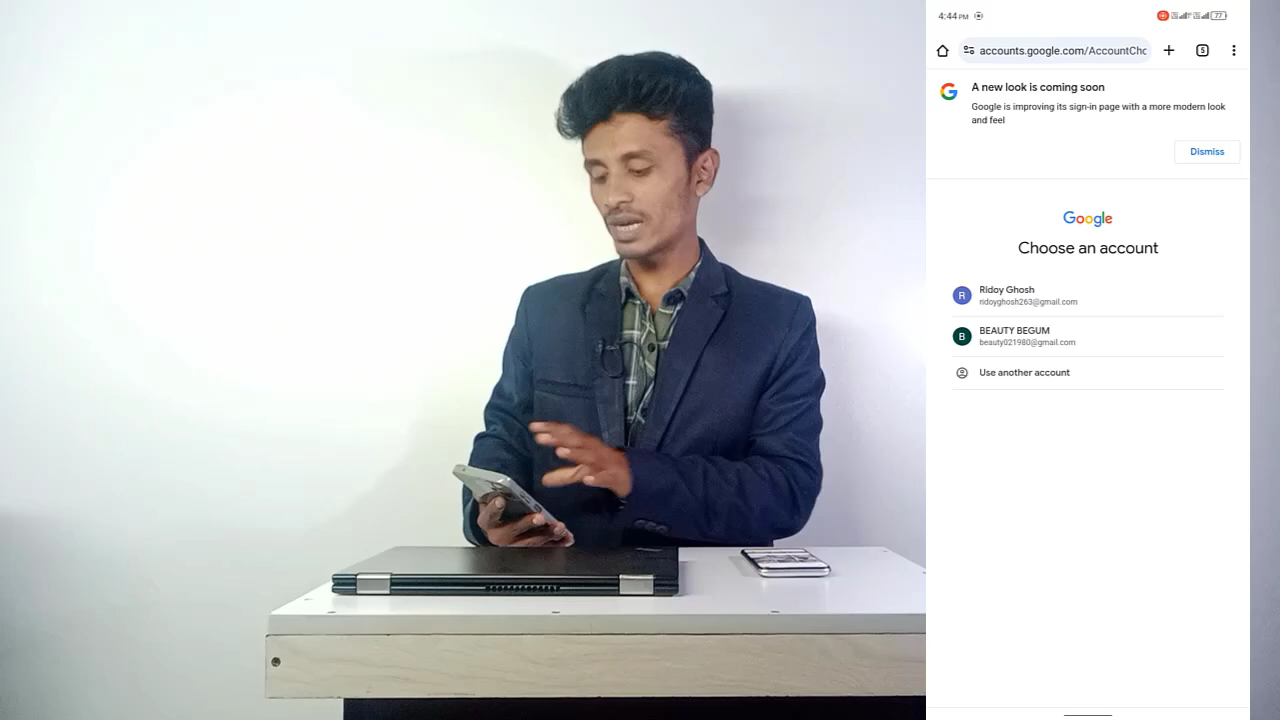 4:44 PM
77
accounts.google.com/AccountChc
5
A new look is coming soon
Google is improving its sign-in page with a more modern look
and feel
Dismiss
Google
Choose an account
R
Ridoy Ghosh
ridoyghosh263@gmail.com
B
BEAUTY BEGUM
beauty021980@gmail.com
Use another account